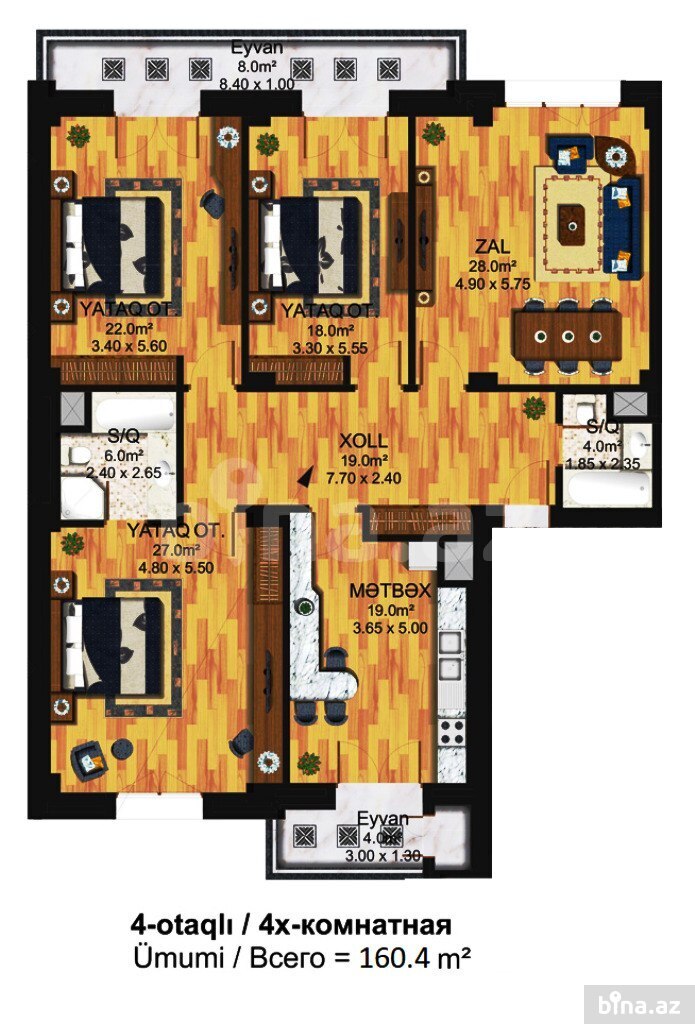 Eyvan
8.0m²
8.40 x 1.00
ZAL
28.0m²
4.90 x 5.75
YATAQ OT.
22.0m²
3.40 x 5.60
YATAQ OT.
18.0m²
3.30 x 5.55
S/Q
6.0m²
2.40 x 2.65
XOLL
19.0m²
7.70 x 2.40
S/Q
4.0m²
1.85 x 2.35
YATAQ OT.
27.0m²
4.80 x 5.50
MƏTBƏX
19.0m²
3.65 x 5.00
bina.az
Eyvan
4.0m²
3.00 x 1.30
4-otaqlı / 4x-комнатная
Ümumi / Всего = 160.4 m²
bina.az